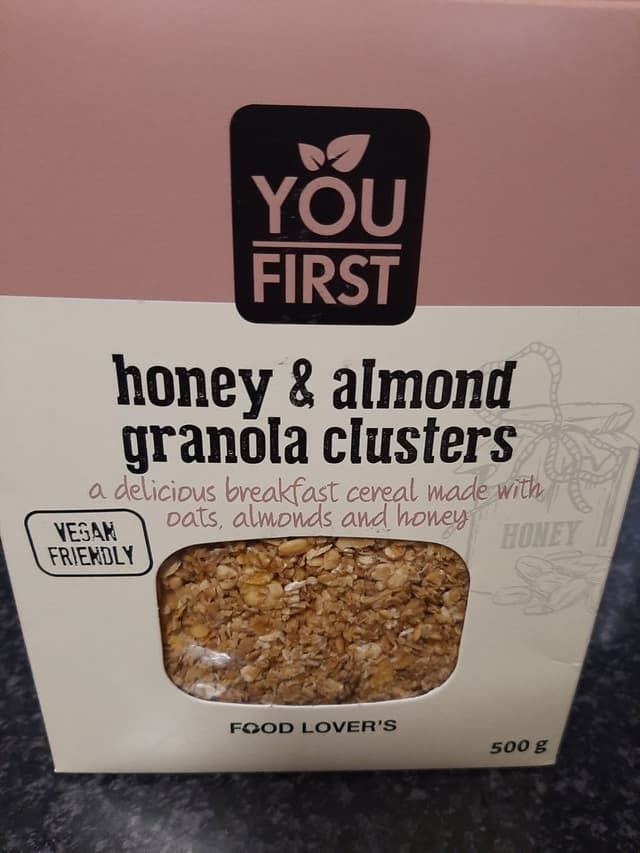 YOU
FIRST
honey & almond
granola clusters
a delicious breakfast cereal made with
oats, almonds and honey
VEGAN
FRIENDLY
HONEY
FOOD LOVER'S
500 g